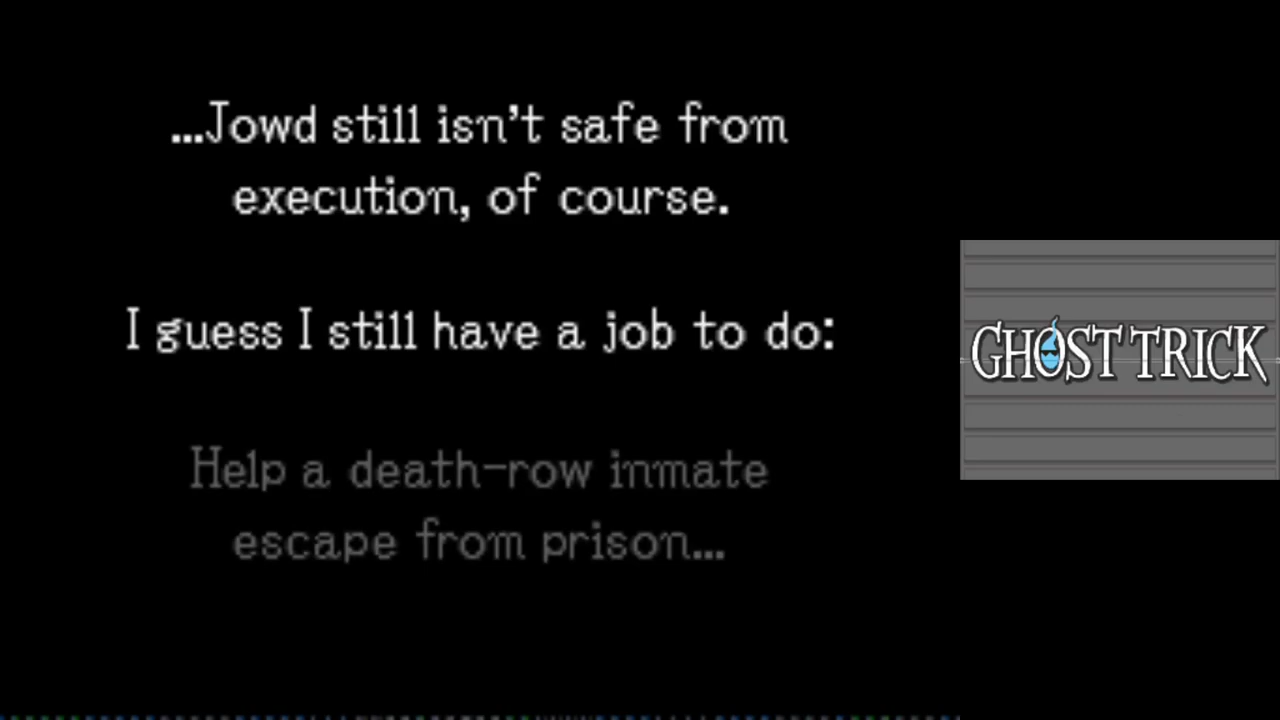 ...Jowd still isn't safe from
execution, of course.
I guess I still have a job to do:
Help a death-row inmate
escape from prison...
GHOST TRICK